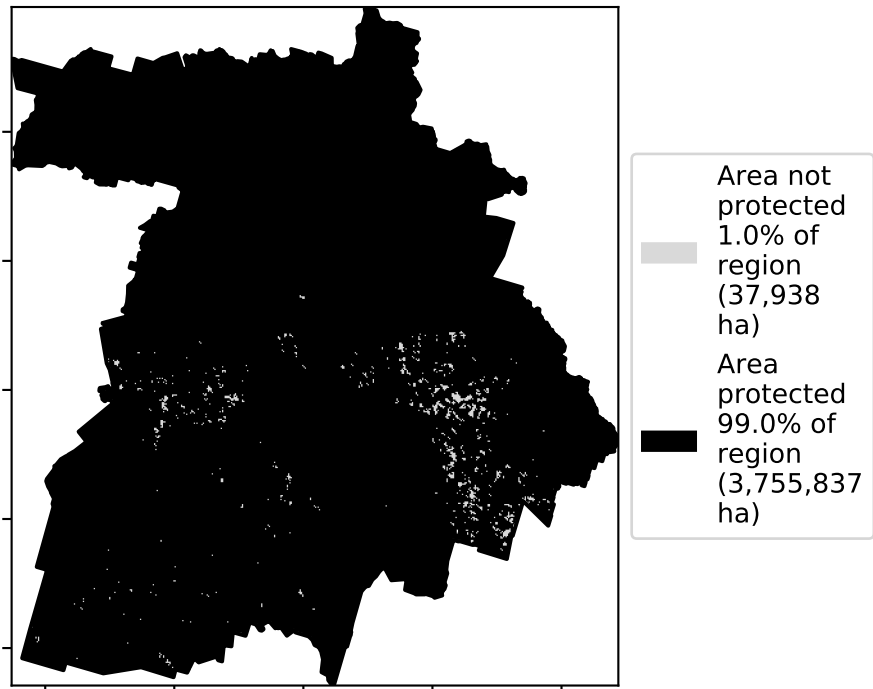 Area not
protected
1.0% of
region
(37,938
ha)
Area
protected
99.0% of
region
(3,755,837
ha)